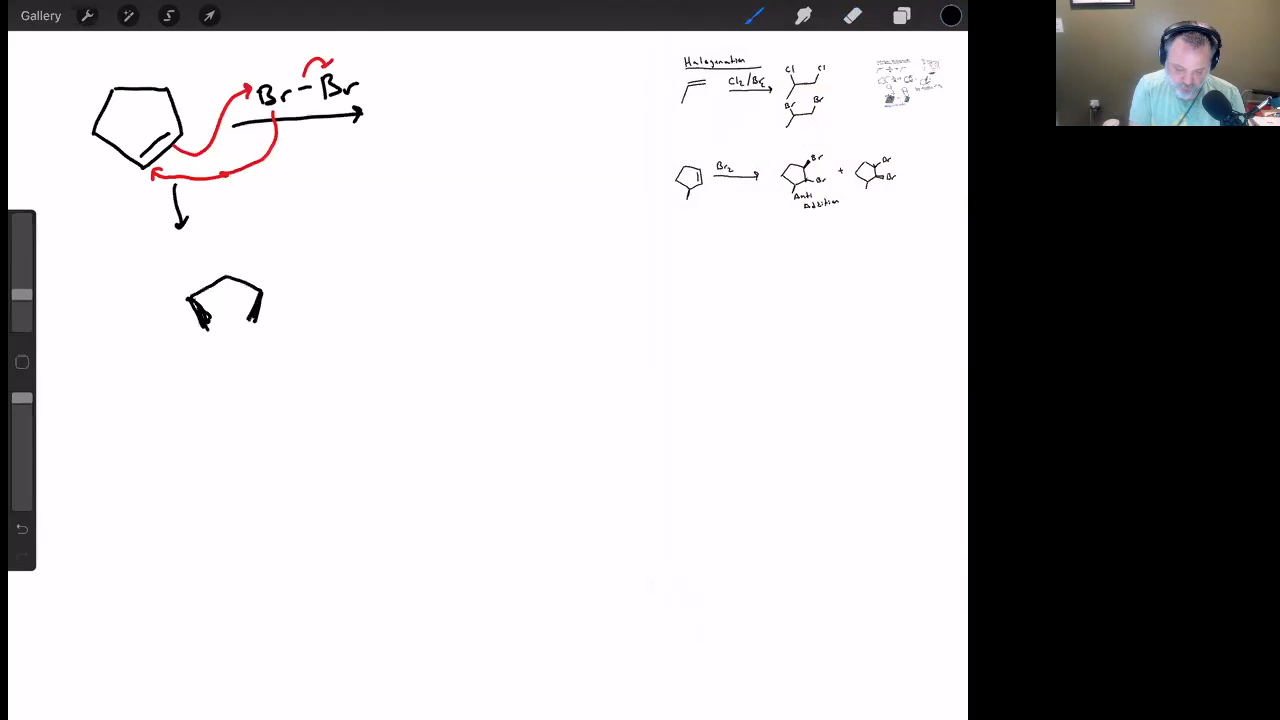 Gallery
Br - Br
Halogenation
Cl2/Br2
Cl Cl
Br Br
Br2
Br
Br
+
Br
Br
Anti
Addition